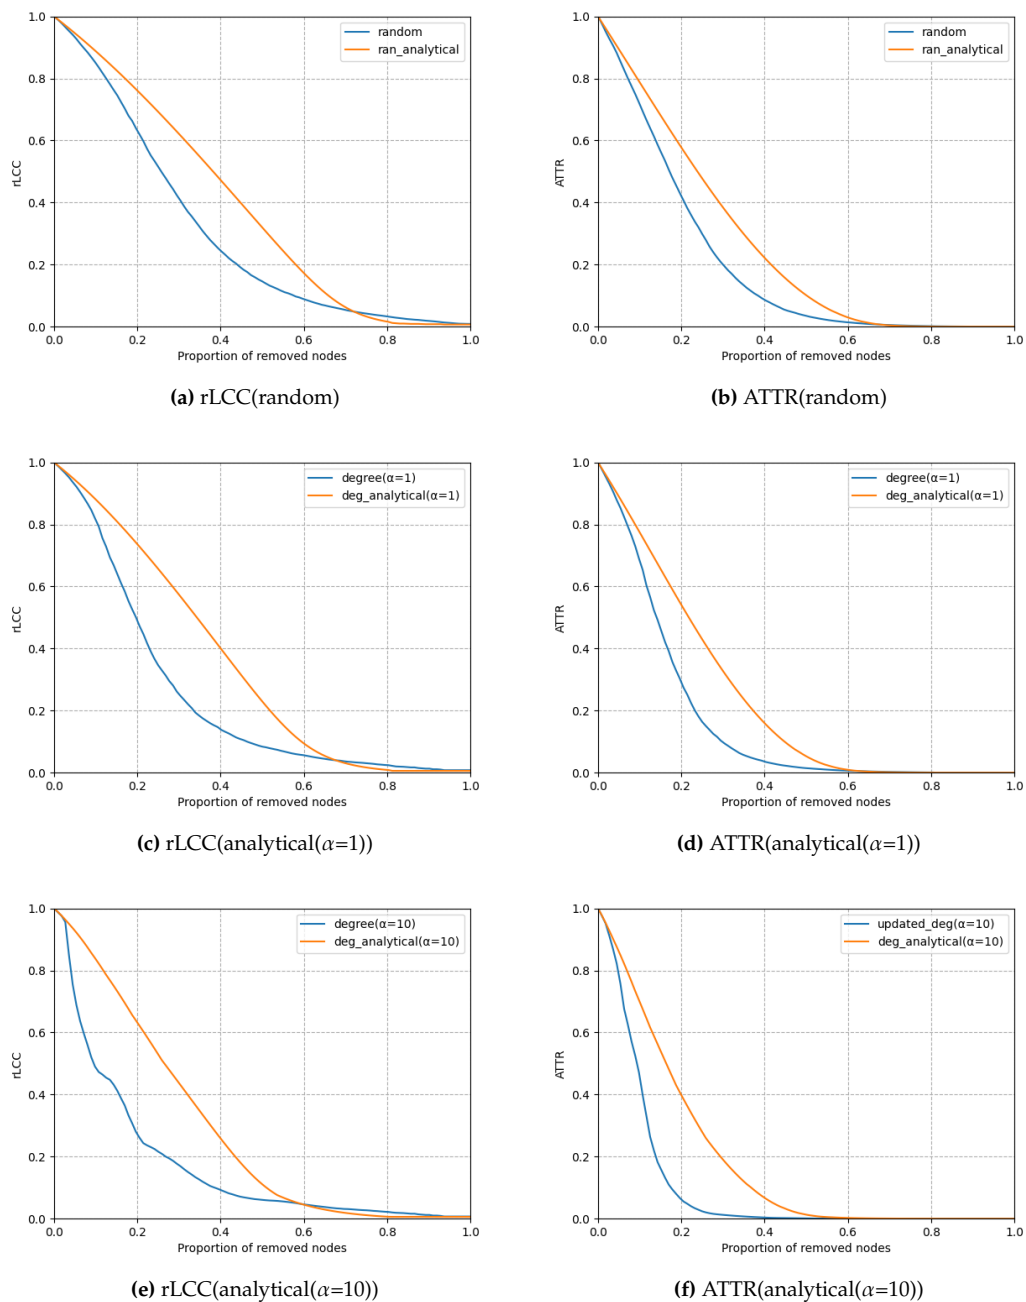 1.0
0.8
0.6
0.4
0.2
0.0
rLCC
random
ran_analytical
0.0 0.2 0.4 0.6 0.8 1.0
Proportion of removed nodes
(a) rLCC(random)
1.0
0.8
0.6
0.4
0.2
0.0
ATTR
random
ran_analytical
0.0 0.2 0.4 0.6 0.8 1.0
Proportion of removed nodes
(b) ATTR(random)
1.0
0.8
0.6
0.4
0.2
0.0
rLCC
degree(α=1)
deg_analytical(α=1)
0.0 0.2 0.4 0.6 0.8 1.0
Proportion of removed nodes
(c) rLCC(analytical(α=1))
1.0
0.8
0.6
0.4
0.2
0.0
ATTR
degree(α=1)
deg_analytical(α=1)
0.0 0.2 0.4 0.6 0.8 1.0
Proportion of removed nodes
(d) ATTR(analytical(α=1))
1.0
0.8
0.6
0.4
0.2
0.0
rLCC
degree(α=10)
deg_analytical(α=10)
0.0 0.2 0.4 0.6 0.8 1.0
Proportion of removed nodes
(e) rLCC(analytical(α=10))
1.0
0.8
0.6
0.4
0.2
0.0
ATTR
updated_deg(α=10)
deg_analytical(α=10)
0.0 0.2 0.4 0.6 0.8 1.0
Proportion of removed nodes
(f) ATTR(analytical(α=10))